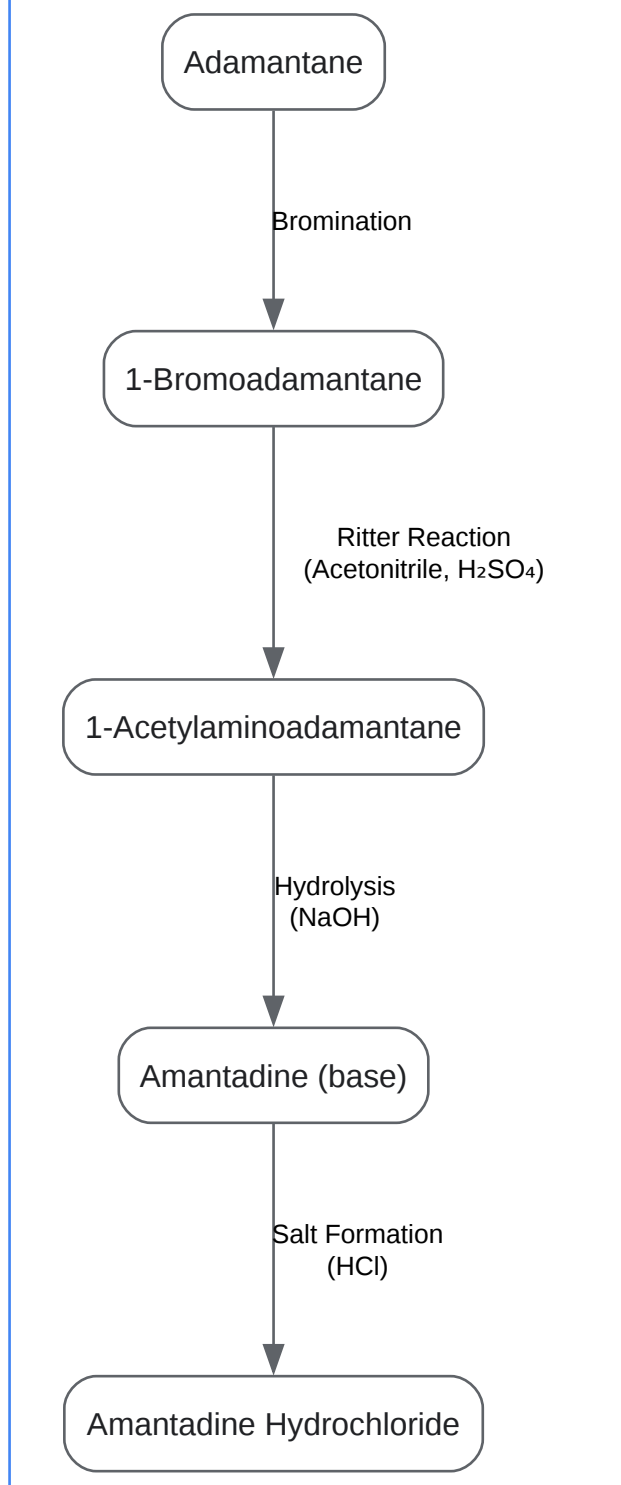 Adamantane
Bromination
1-Bromoadamantane
Ritter Reaction
(Acetonitrile, H₂SO₄)
1-Acetylaminoadamantane
Hydrolysis
(NaOH)
Amantadine (base)
Salt Formation
(HCl)
Amantadine Hydrochloride